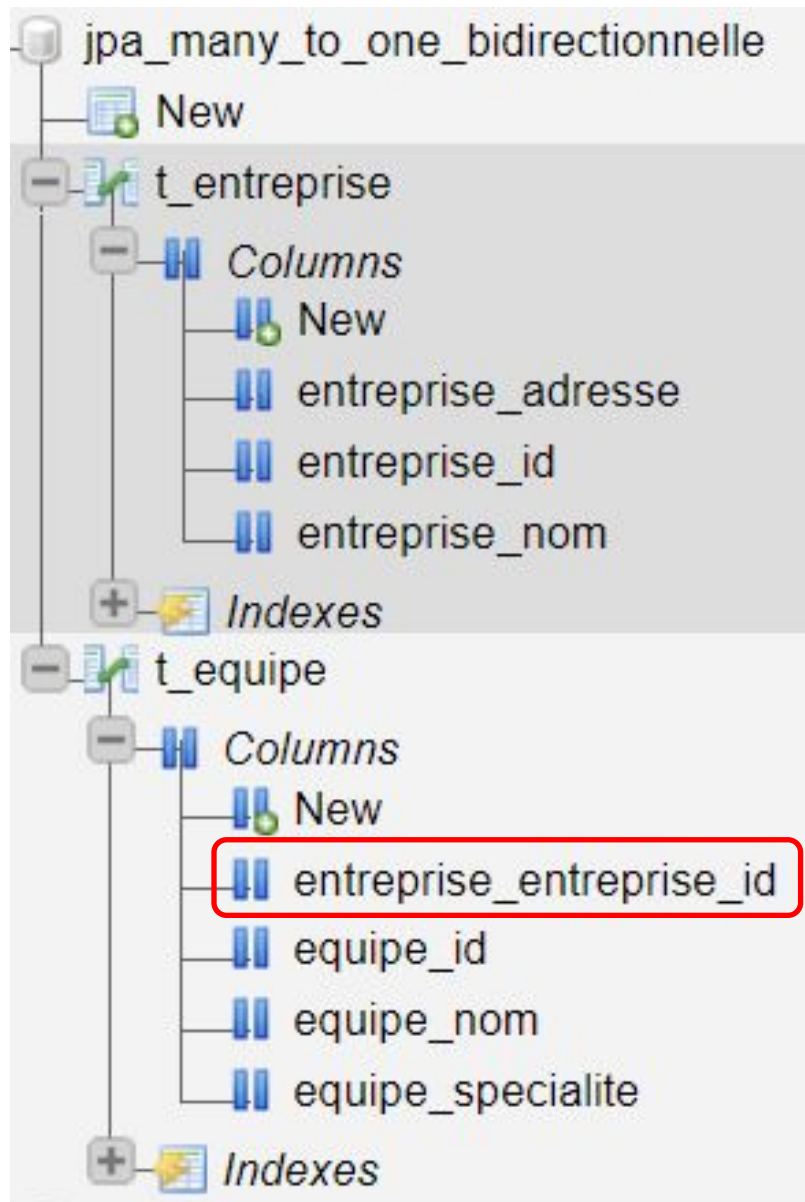 jpa_many_to_one_bidirectionnelle
New
t_entreprise
Columns
New
entreprise_adresse
entreprise_id
entreprise_nom
Indexes
t_equipe
Columns
New
entreprise_entreprise_id
equipe_id
equipe_nom
equipe_specialite
Indexes